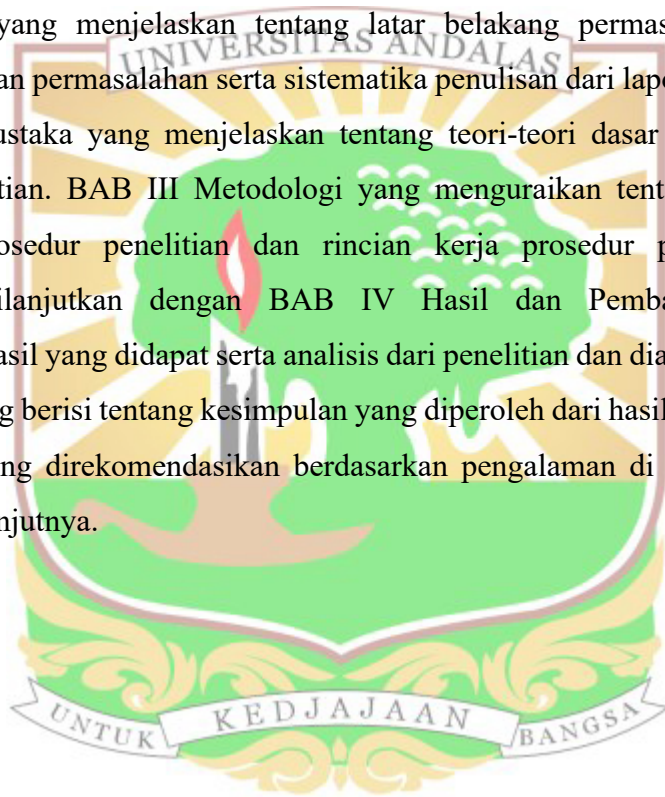 yang menjelaskan tentang latar belakang permas
UNIVERSITAS ANDALAS
an permasalahan serta sistematika penulisan dari lapo
ustaka yang menjelaskan tentang teori-teori dasar
tian. BAB III Metodologi yang menguraikan tent
osedur penelitian dan rincian kerja prosedur p
ilanjutkan dengan BAB IV Hasil dan Pemba
asil yang didapat serta analisis dari penelitian dan dia
g berisi tentang kesimpulan yang diperoleh dari hasil
ng direkomendasikan berdasarkan pengalaman di
njutnya.
UNTUK KEDJAJAAN BANGSA